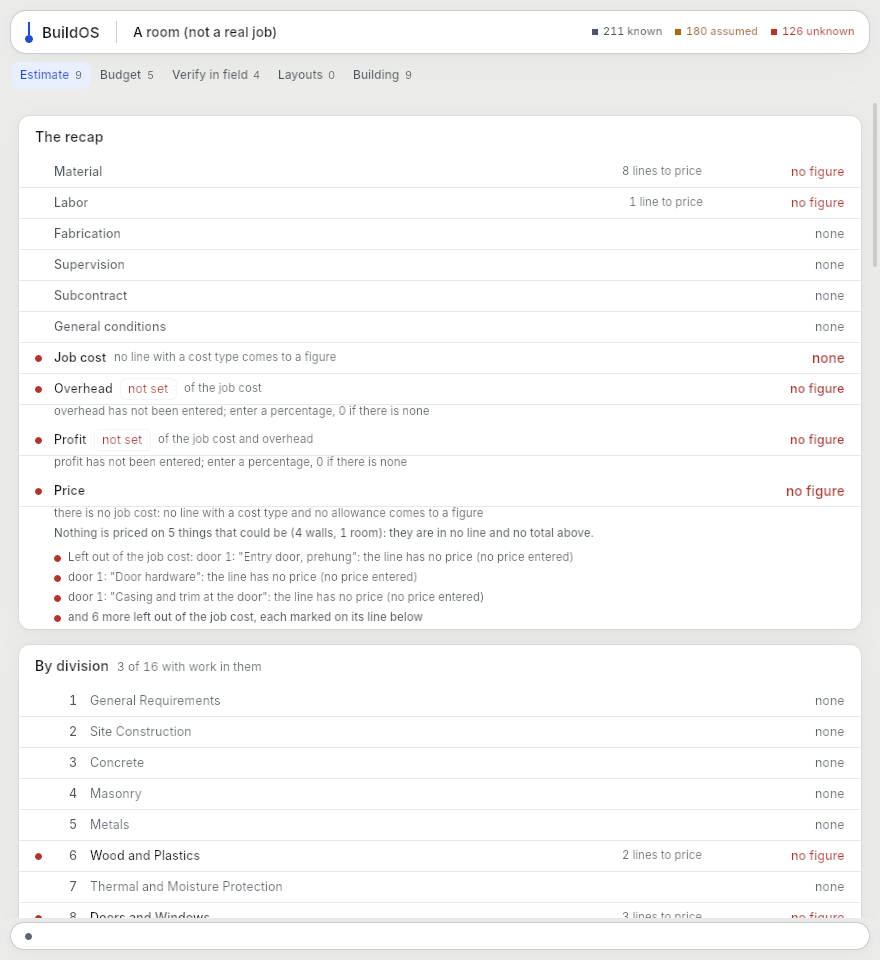 BuildOS
A room (not a real job)
211 known
180 assumed
126 unknown
Estimate 9
Budget 5
Verify in field 4
Layouts 0
Building 9
The recap
Material 8 lines to price no figure
Labor 1 line to price no figure
Fabrication none
Supervision none
Subcontract none
General conditions none
Job cost no line with a cost type comes to a figure none
Overhead not set of the job cost no figure
overhead has not been entered; enter a percentage, 0 if there is none
Profit not set of the job cost and overhead no figure
profit has not been entered; enter a percentage, 0 if there is none
Price no figure
there is no job cost: no line with a cost type and no allowance comes to a figure
Nothing is priced on 5 things that could be (4 walls, 1 room): they are in no line and no total above.
Left out of the job cost: door 1: "Entry door, prehung": the line has no price (no price entered)
door 1: "Door hardware": the line has no price (no price entered)
door 1: "Casing and trim at the door": the line has no price (no price entered)
and 6 more left out of the job cost, each marked on its line below
By division 3 of 16 with work in them
1 General Requirements none
2 Site Construction none
3 Concrete none
4 Masonry none
5 Metals none
6 Wood and Plastics 2 lines to price no figure
7 Thermal and Moisture Protection none
8 Doors and Windows 3 lines to price no figure